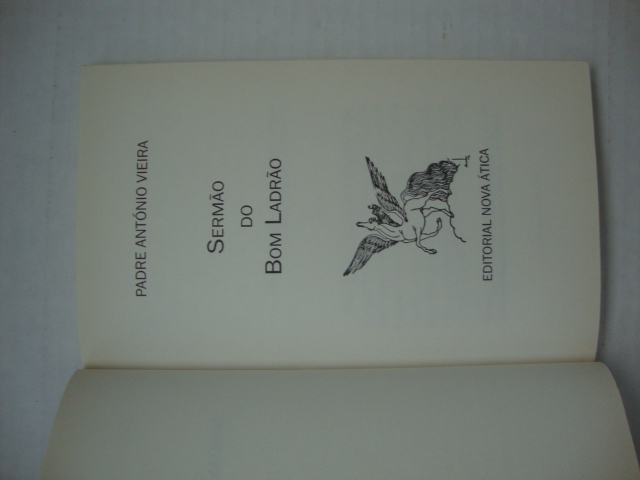 PADRE ANTÓNIO VIEIRA
SERMÃO
DO
BOM LADRÃO
EDITORIAL NOVA ÁTICA